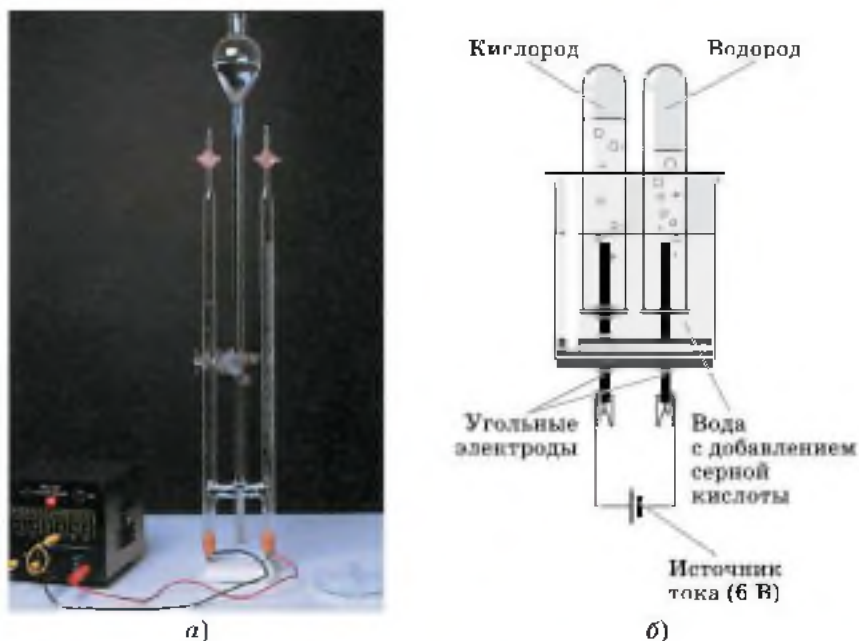 Кислород
Водород
Угольные
электроды
Вода
с добавлением
серной
кислоты
Источник
тока (6 В)
а)
б)